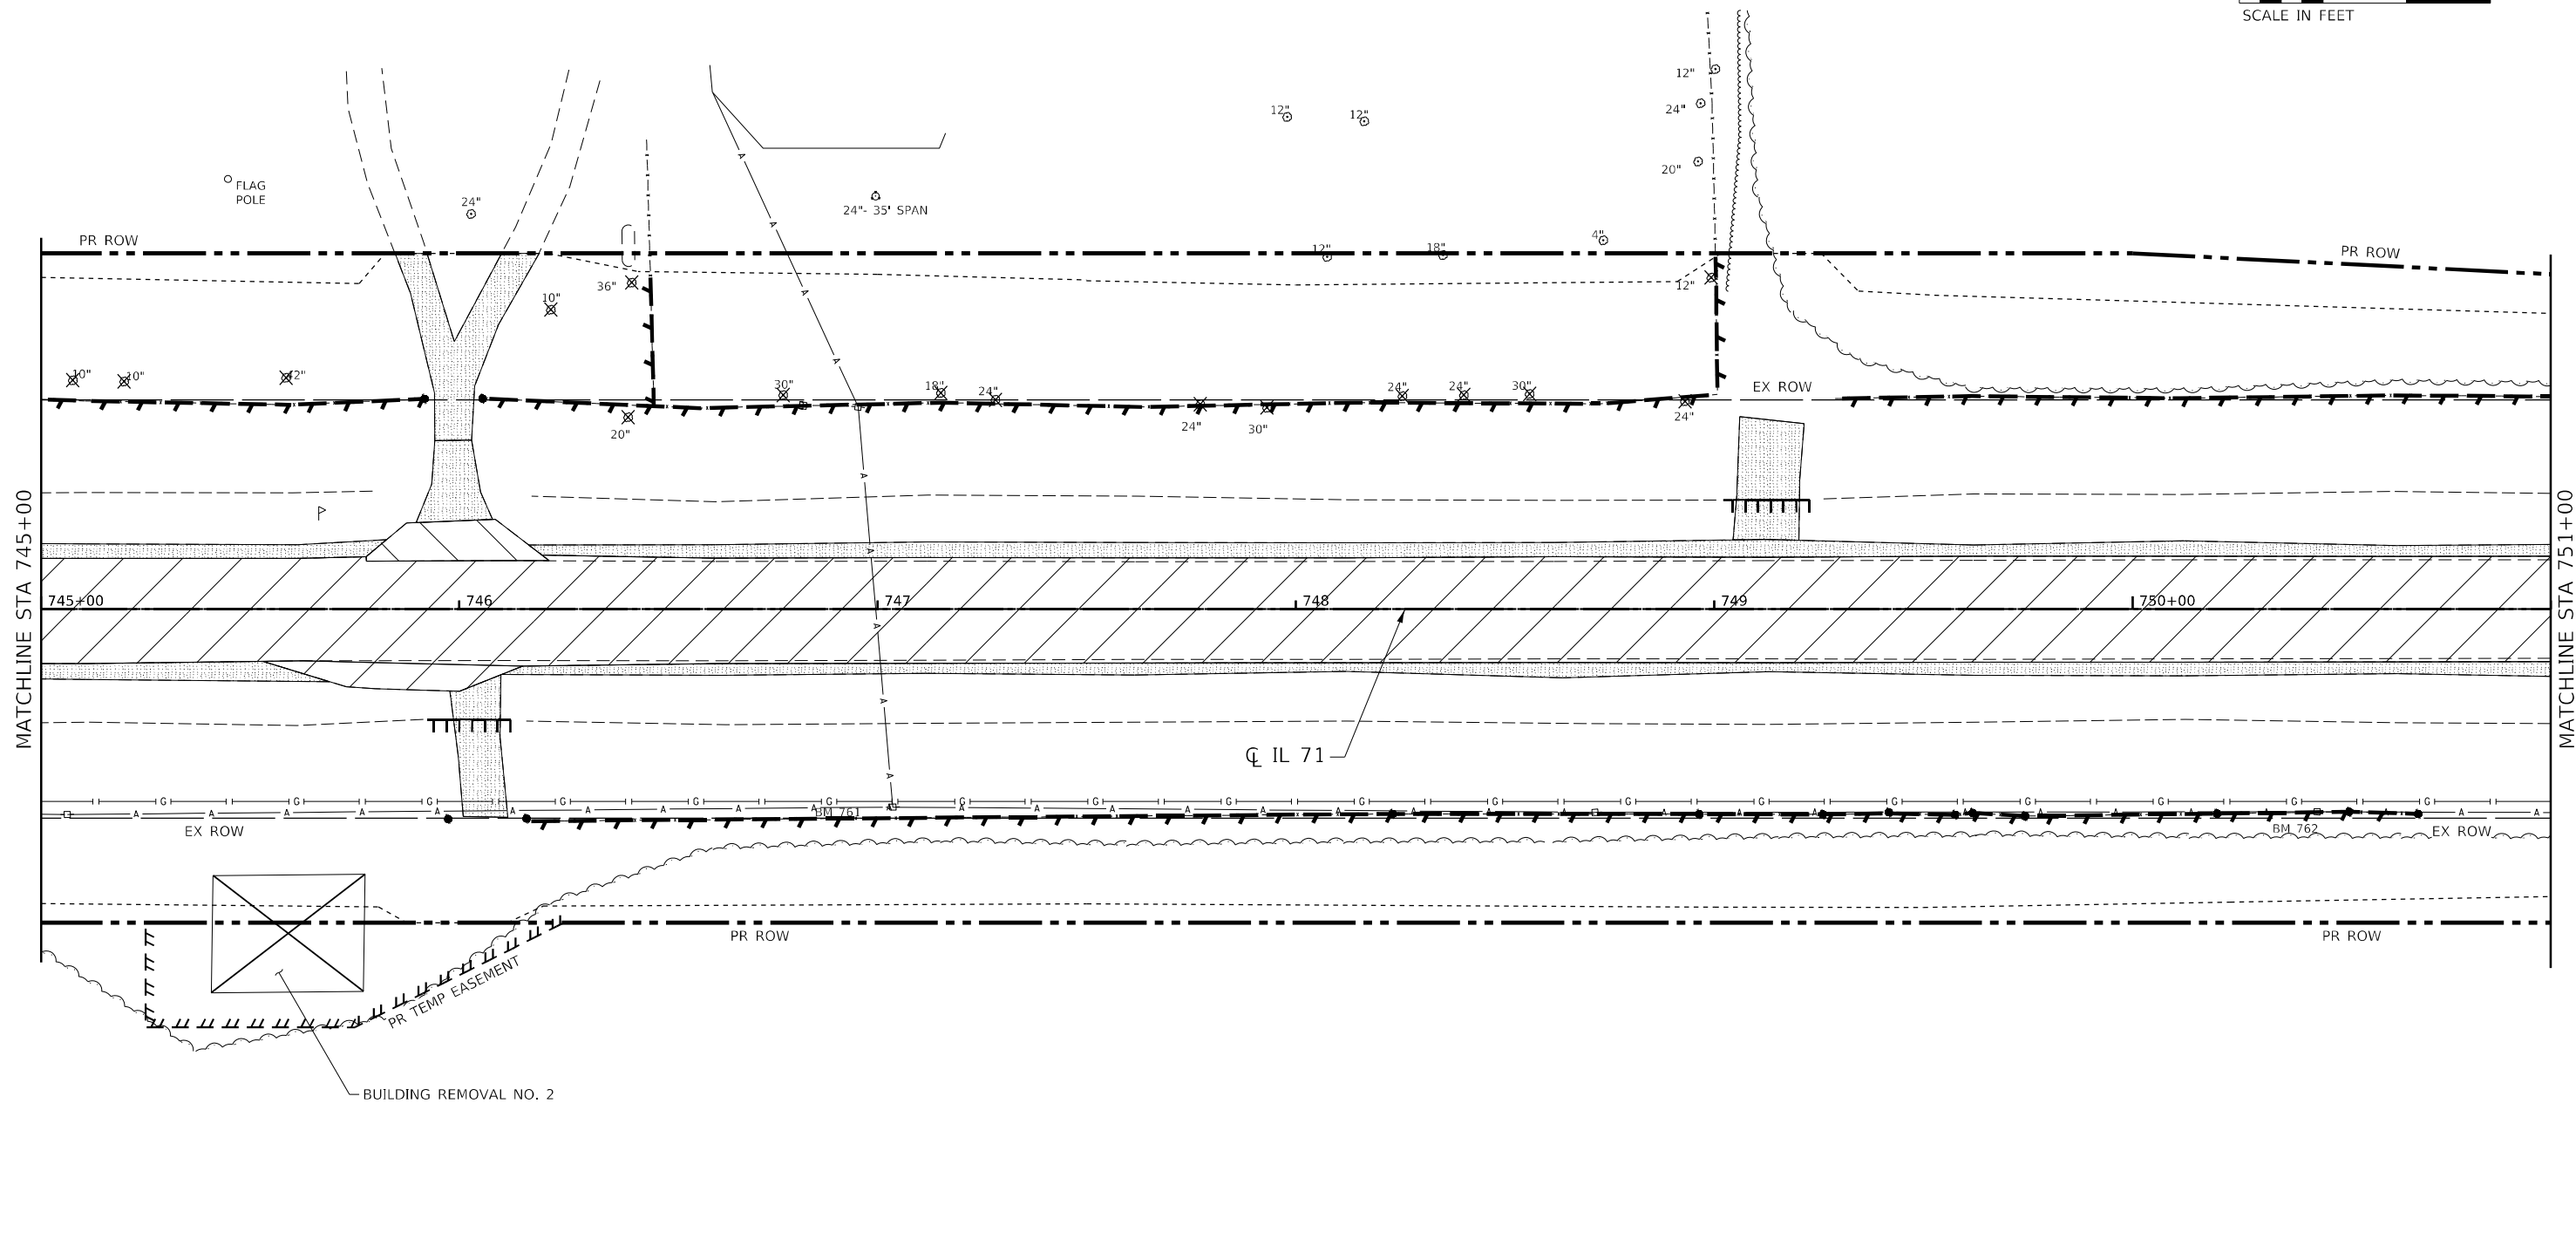 SCALE IN FEET
12"
24"
12"
12"
20"
FLAG
POLE
24"
24"- 35' SPAN
PR ROW
4"
12"
18"
PR ROW
36"
12"
10"
10"
10"
42"
30"
18"
24"
24"
24"
30"
EX ROW
20"
24"
30"
24"
MATCHLINE STA 745+00
MATCHLINE STA 751+00
745+00
746
747
748
749
750+00
℄ IL 71
A A A A A A A A A
G G G G G G G G G G G G G G G G G G
A A A A A A A A A A A A A A A A
BM 761
EX ROW
BM 762
EX ROW
PR ROW
PR ROW
PR TEMP EASEMENT
BUILDING REMOVAL NO. 2